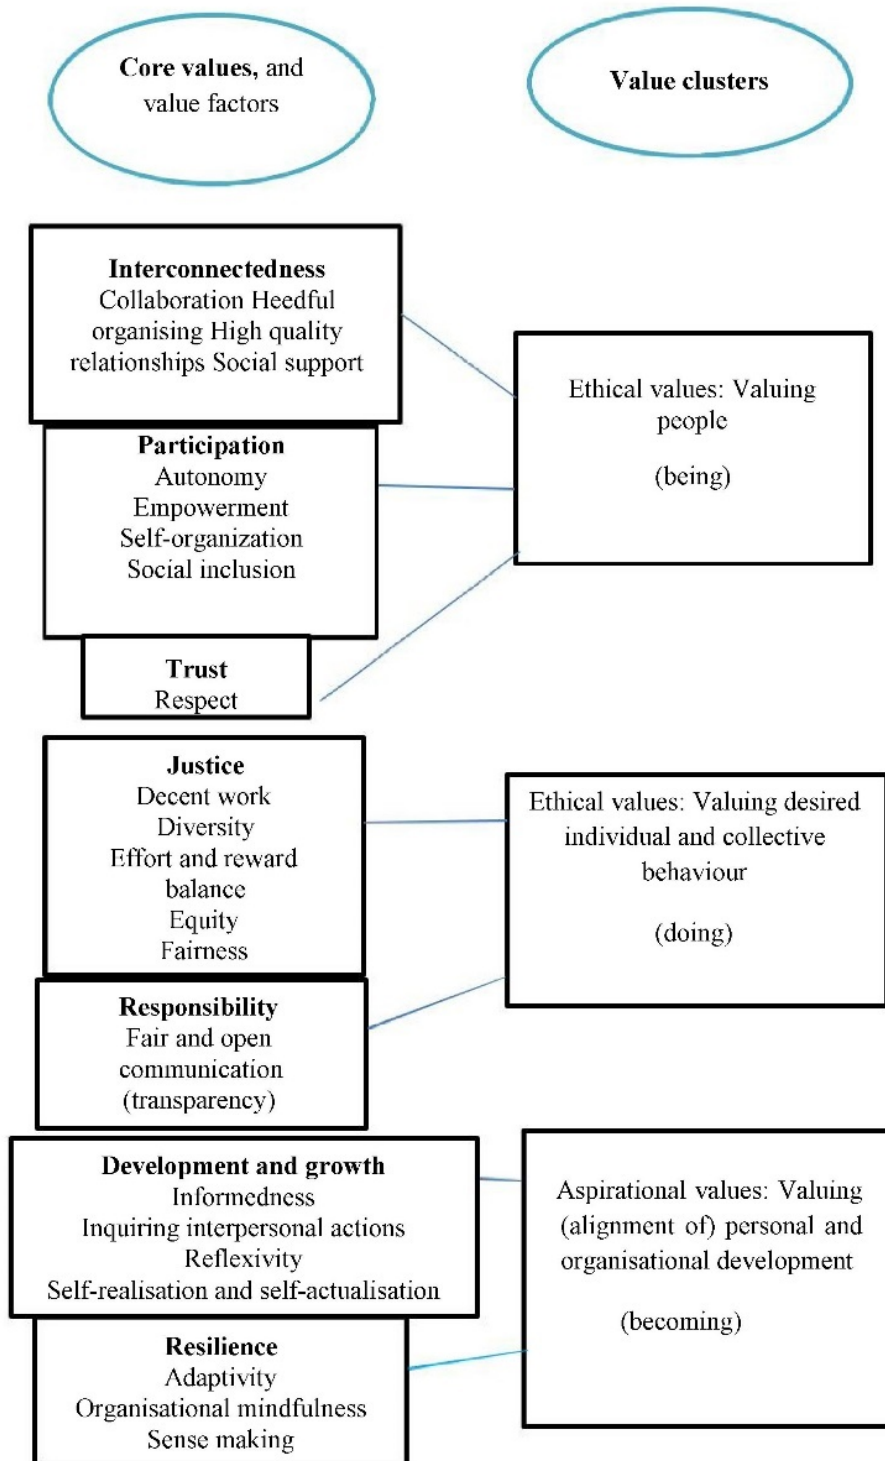 Core values, and
value factors
Value clusters
Interconnectedness
Collaboration Heedful
organising High quality
relationships Social support
Participation
Autonomy
Empowerment
Self-organization
Social inclusion
Trust
Respect
Ethical values: Valuing
people
(being)
Justice
Decent work
Diversity
Effort and reward
balance
Equity
Fairness
Responsibility
Fair and open
communication
(transparency)
Ethical values: Valuing desired
individual and collective
behaviour
(doing)
Development and growth
Informedness
Inquiring interpersonal actions
Reflexivity
Self-realisation and self-actualisation
Resilience
Adaptivity
Organisational mindfulness
Sense making
Aspirational values: Valuing
(alignment of) personal and
organisational development
(becoming)